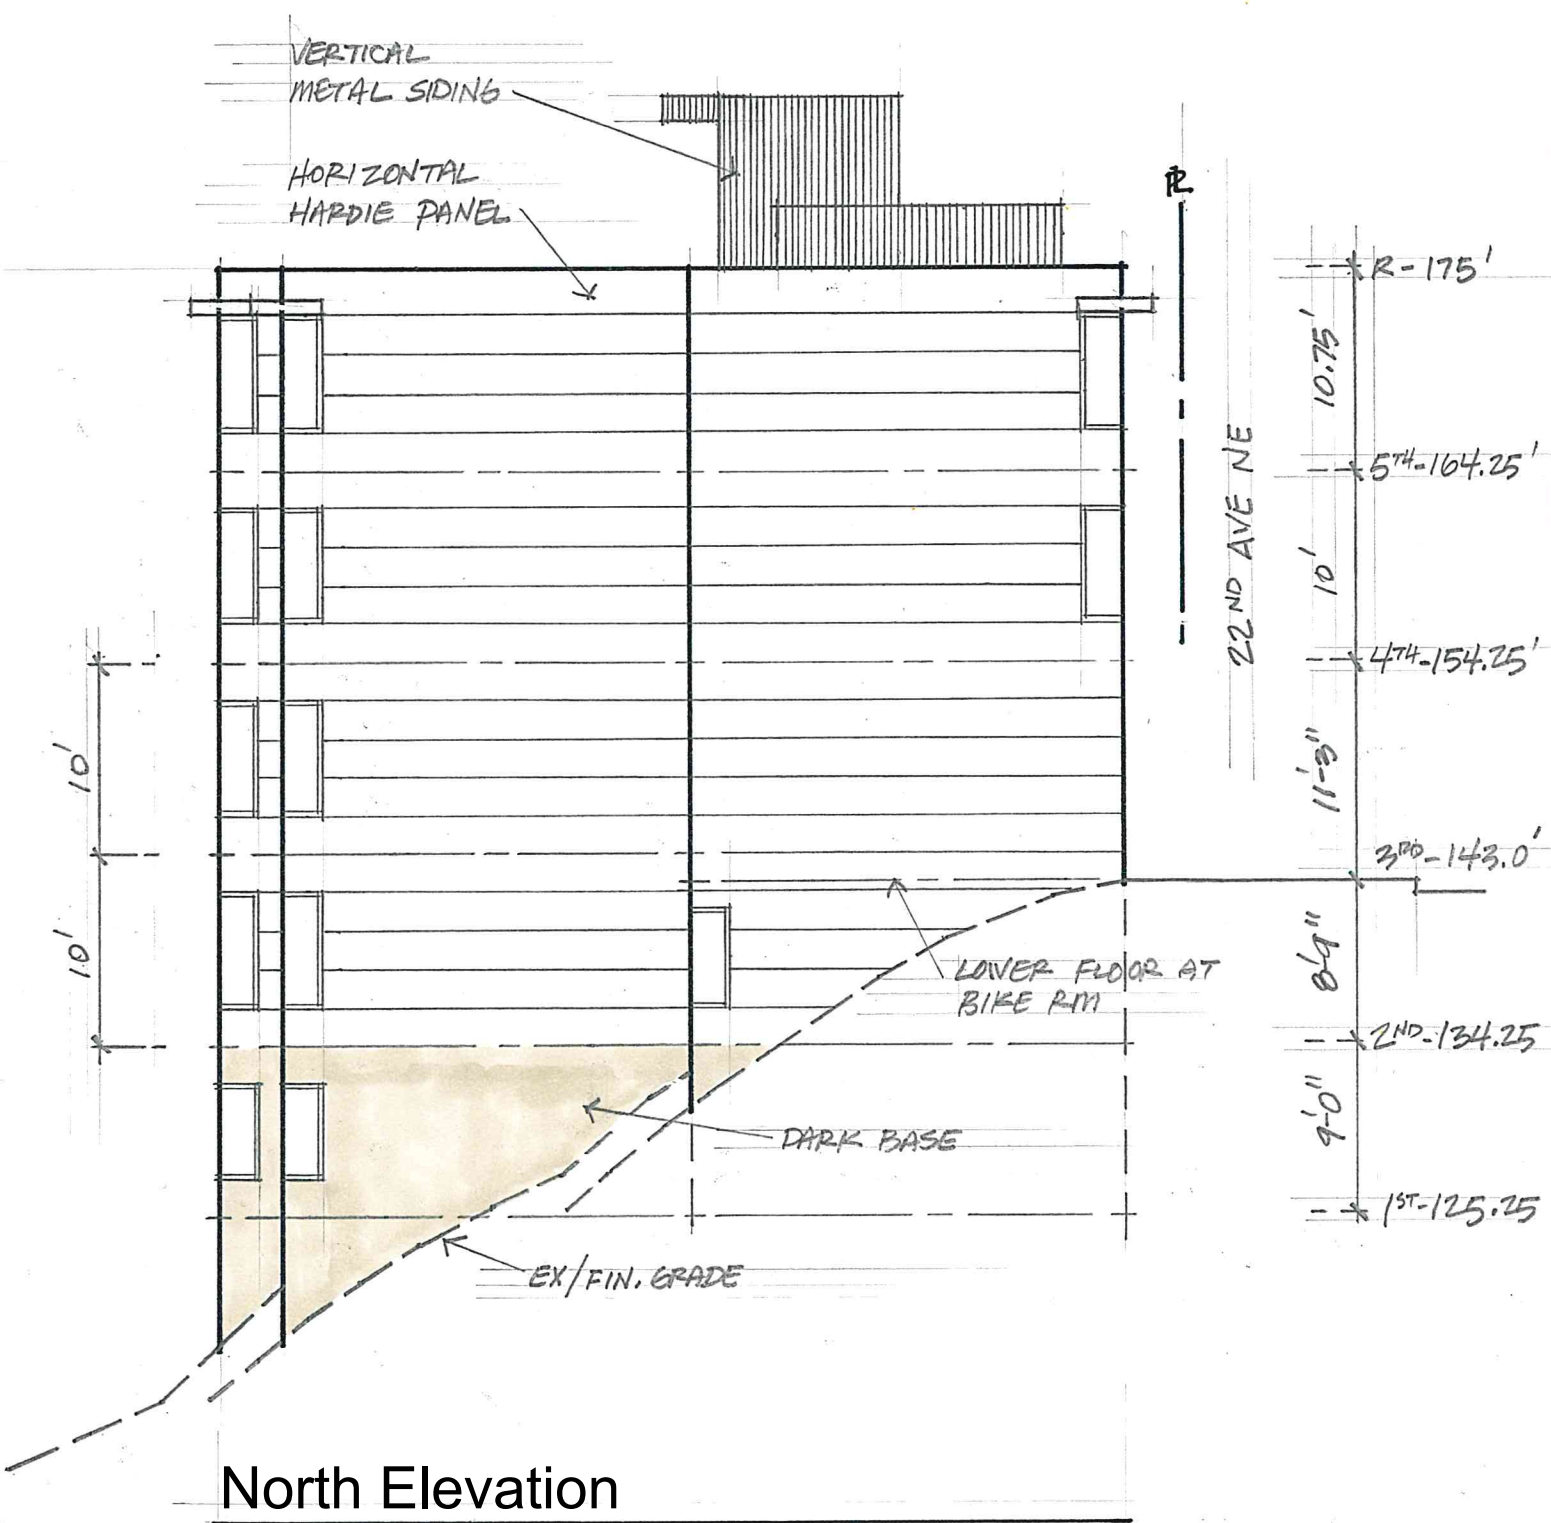 VERTICAL
METAL SIDING
HORIZONTAL
HARDIE PANEL
PL
22ND AVE NE
R-175'
10.75'
5TH-164.25'
10'
4TH-154.25'
11'-3"
3RD-143.0'
8'-9"
2ND-134.25
9'-0"
1ST-125.25
10'
10'
LOWER FLOOR AT
BIKE RM
DARK BASE
EX/FIN. GRADE
North Elevation